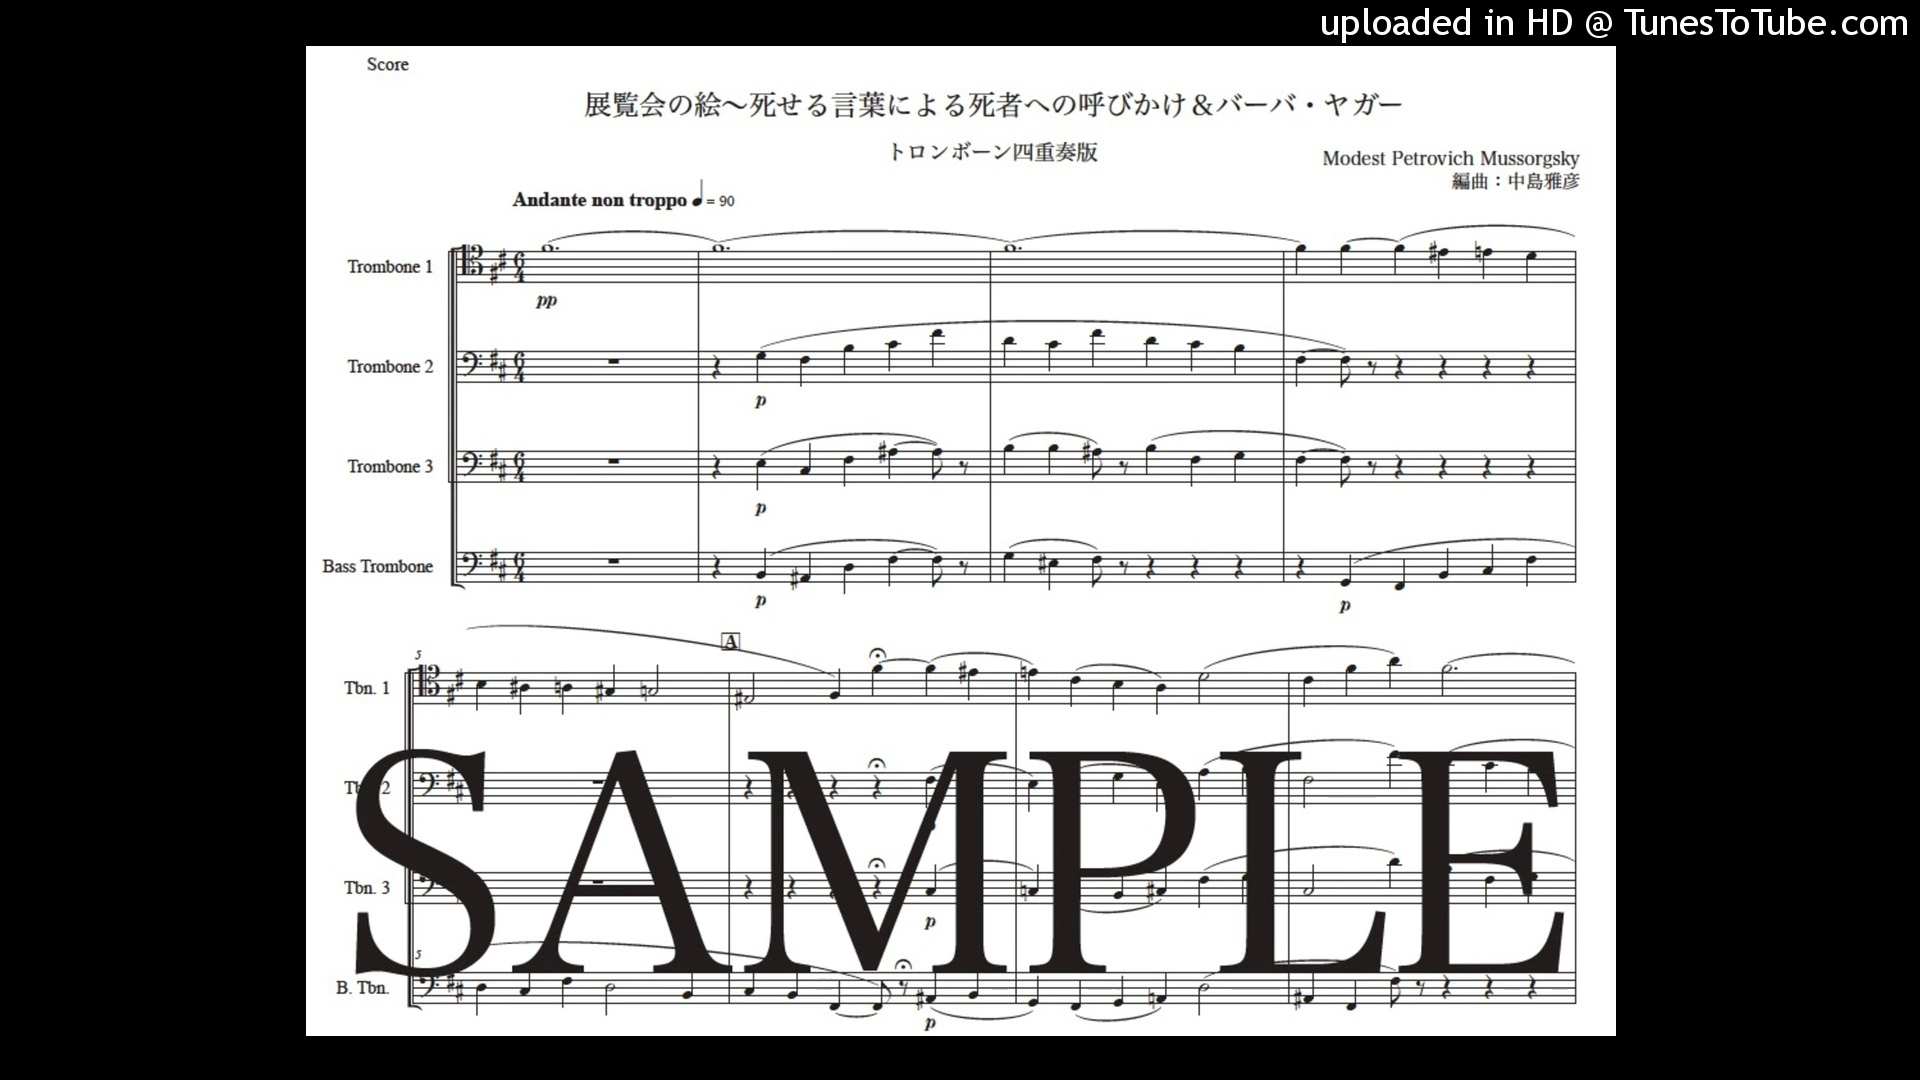 uploaded in HD @ TunesToTube.com
Score
展覧会の絵〜死せる言葉による死者への呼びかけ＆バーバ・ヤガー
トロンボーン四重奏版
Modest Petrovich Mussorgsky
編曲：中島雅彦
Andante non troppo ♩= 90
Trombone 1
pp
Trombone 2
p
Trombone 3
p
Bass Trombone
p
p
A
5
Tbn. 1
Tbn. 2
Tbn. 3
p
5
B. Tbn.
p
SAMPLE